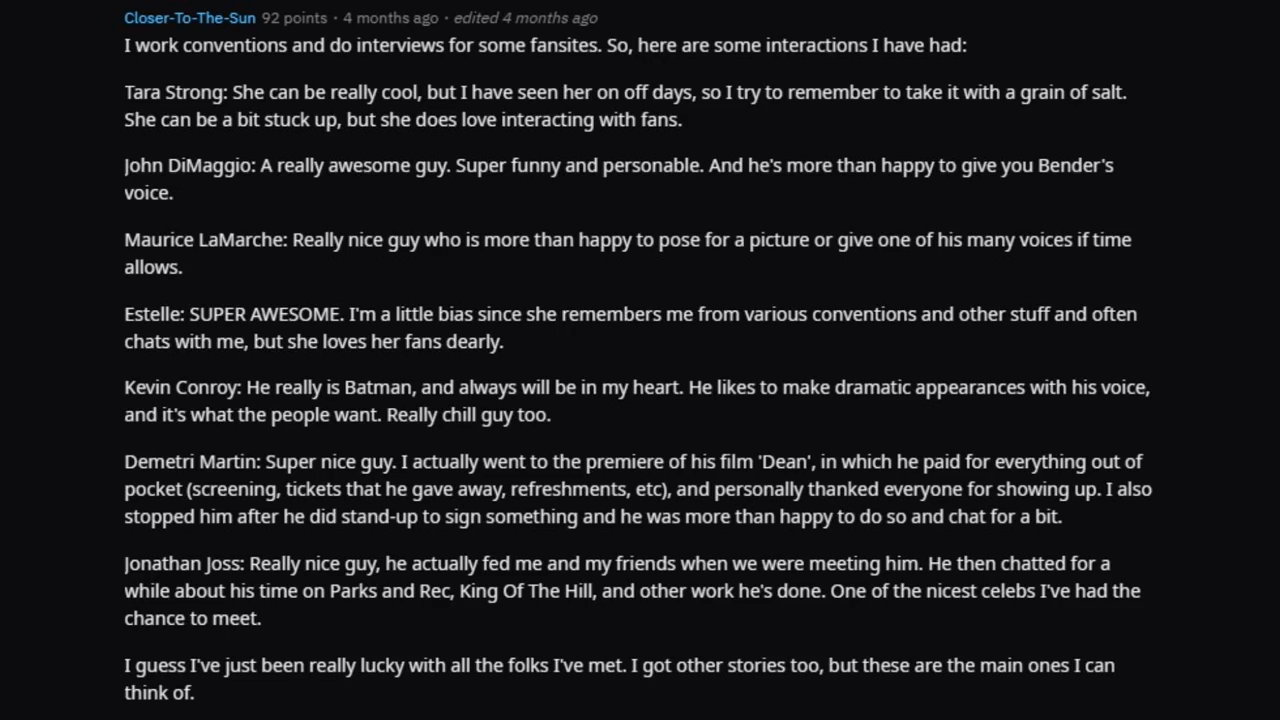 Closer-To-The-Sun 92 points · 4 months ago · edited 4 months ago
I work conventions and do interviews for some fansites. So, here are some interactions I have had:
Tara Strong: She can be really cool, but I have seen her on off days, so I try to remember to take it with a grain of salt.
She can be a bit stuck up, but she does love interacting with fans.
John DiMaggio: A really awesome guy. Super funny and personable. And he's more than happy to give you Bender's
voice.
Maurice LaMarche: Really nice guy who is more than happy to pose for a picture or give one of his many voices if time
allows.
Estelle: SUPER AWESOME. I'm a little bias since she remembers me from various conventions and other stuff and often
chats with me, but she loves her fans dearly.
Kevin Conroy: He really is Batman, and always will be in my heart. He likes to make dramatic appearances with his voice,
and it's what the people want. Really chill guy too.
Demetri Martin: Super nice guy. I actually went to the premiere of his film 'Dean', in which he paid for everything out of
pocket (screening, tickets that he gave away, refreshments, etc), and personally thanked everyone for showing up. I also
stopped him after he did stand-up to sign something and he was more than happy to do so and chat for a bit.
Jonathan Joss: Really nice guy, he actually fed me and my friends when we were meeting him. He then chatted for a
while about his time on Parks and Rec, King Of The Hill, and other work he's done. One of the nicest celebs I've had the
chance to meet.
I guess I've just been really lucky with all the folks I've met. I got other stories too, but these are the main ones I can
think of.